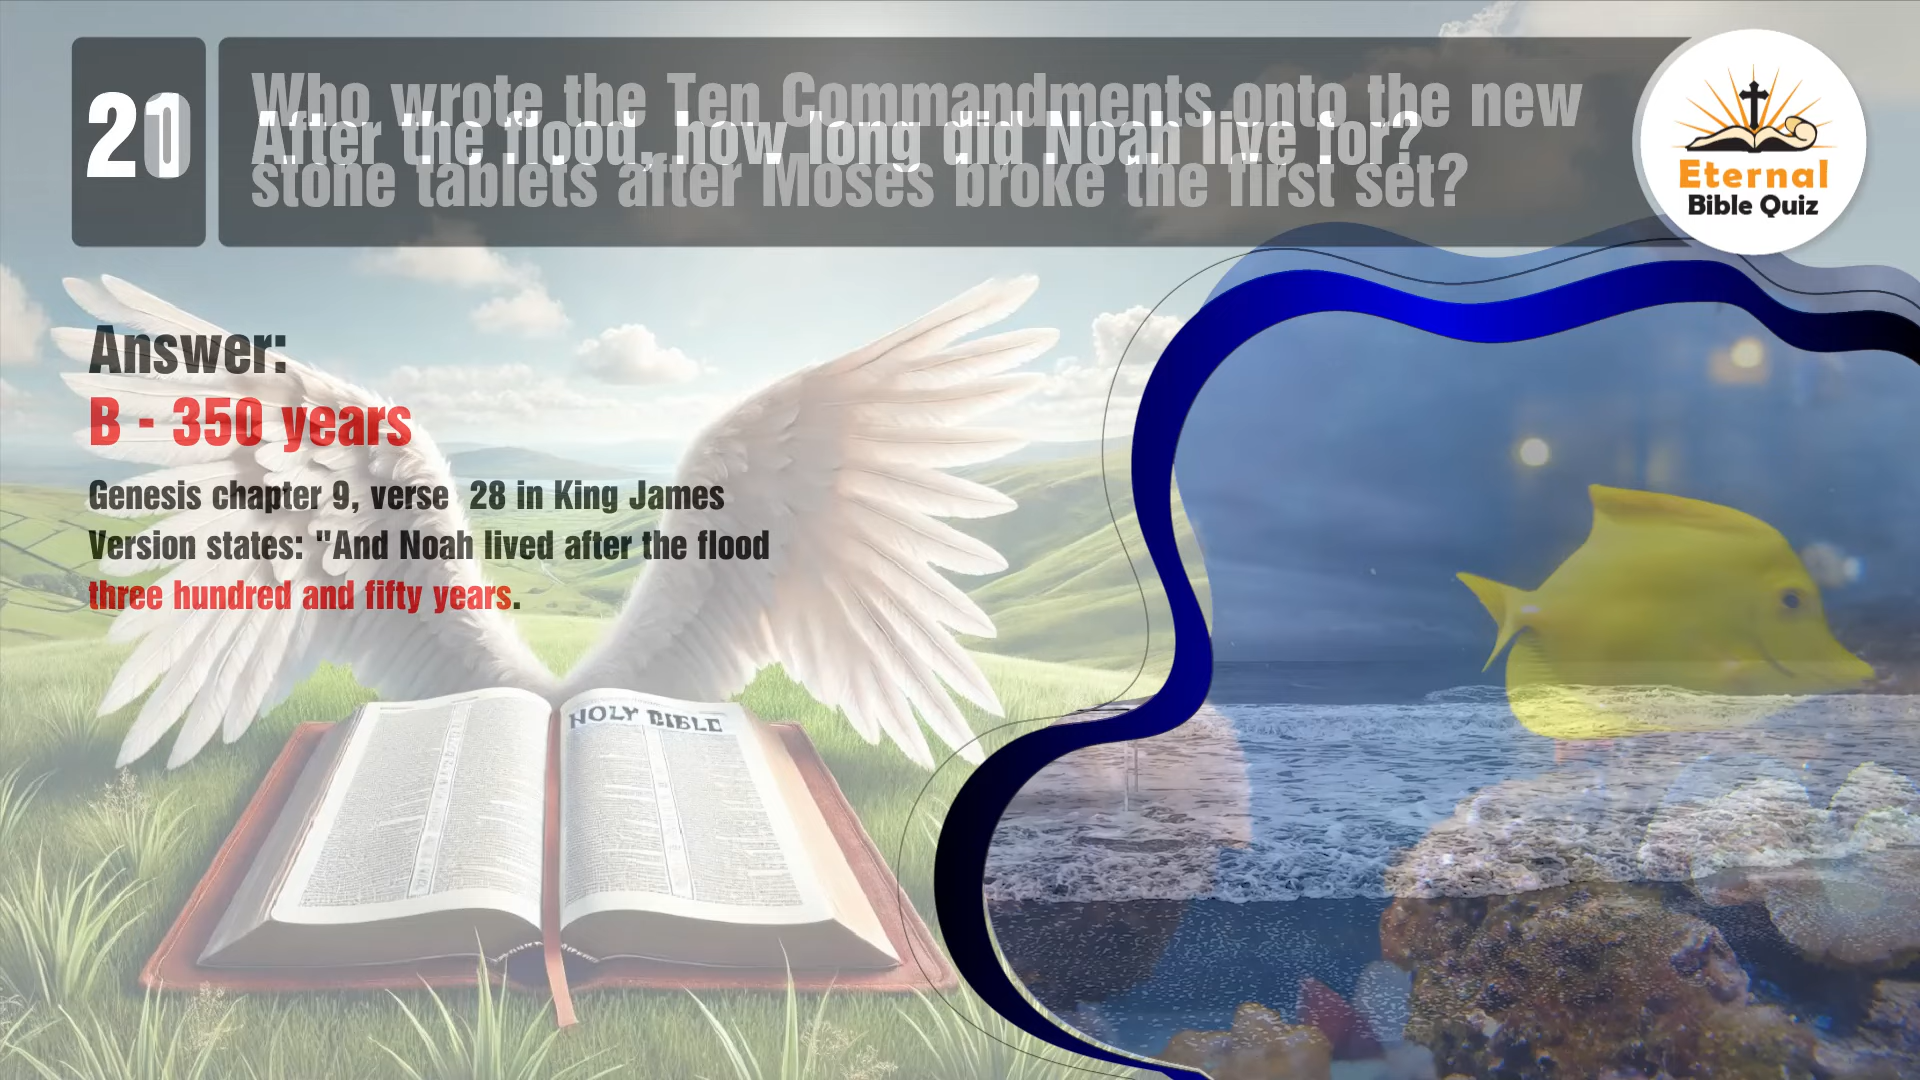 21
20
Who wrote the Ten Commandments onto the new
After the flood, how long did Noah live for?
stone tablets after Moses broke the first set?
Eternal
Bible Quiz
Answer:
B - 350 years
Genesis chapter 9, verse  28 in King James
Version states: "And Noah lived after the flood
three hundred and fifty years.
HOLY BIBLE